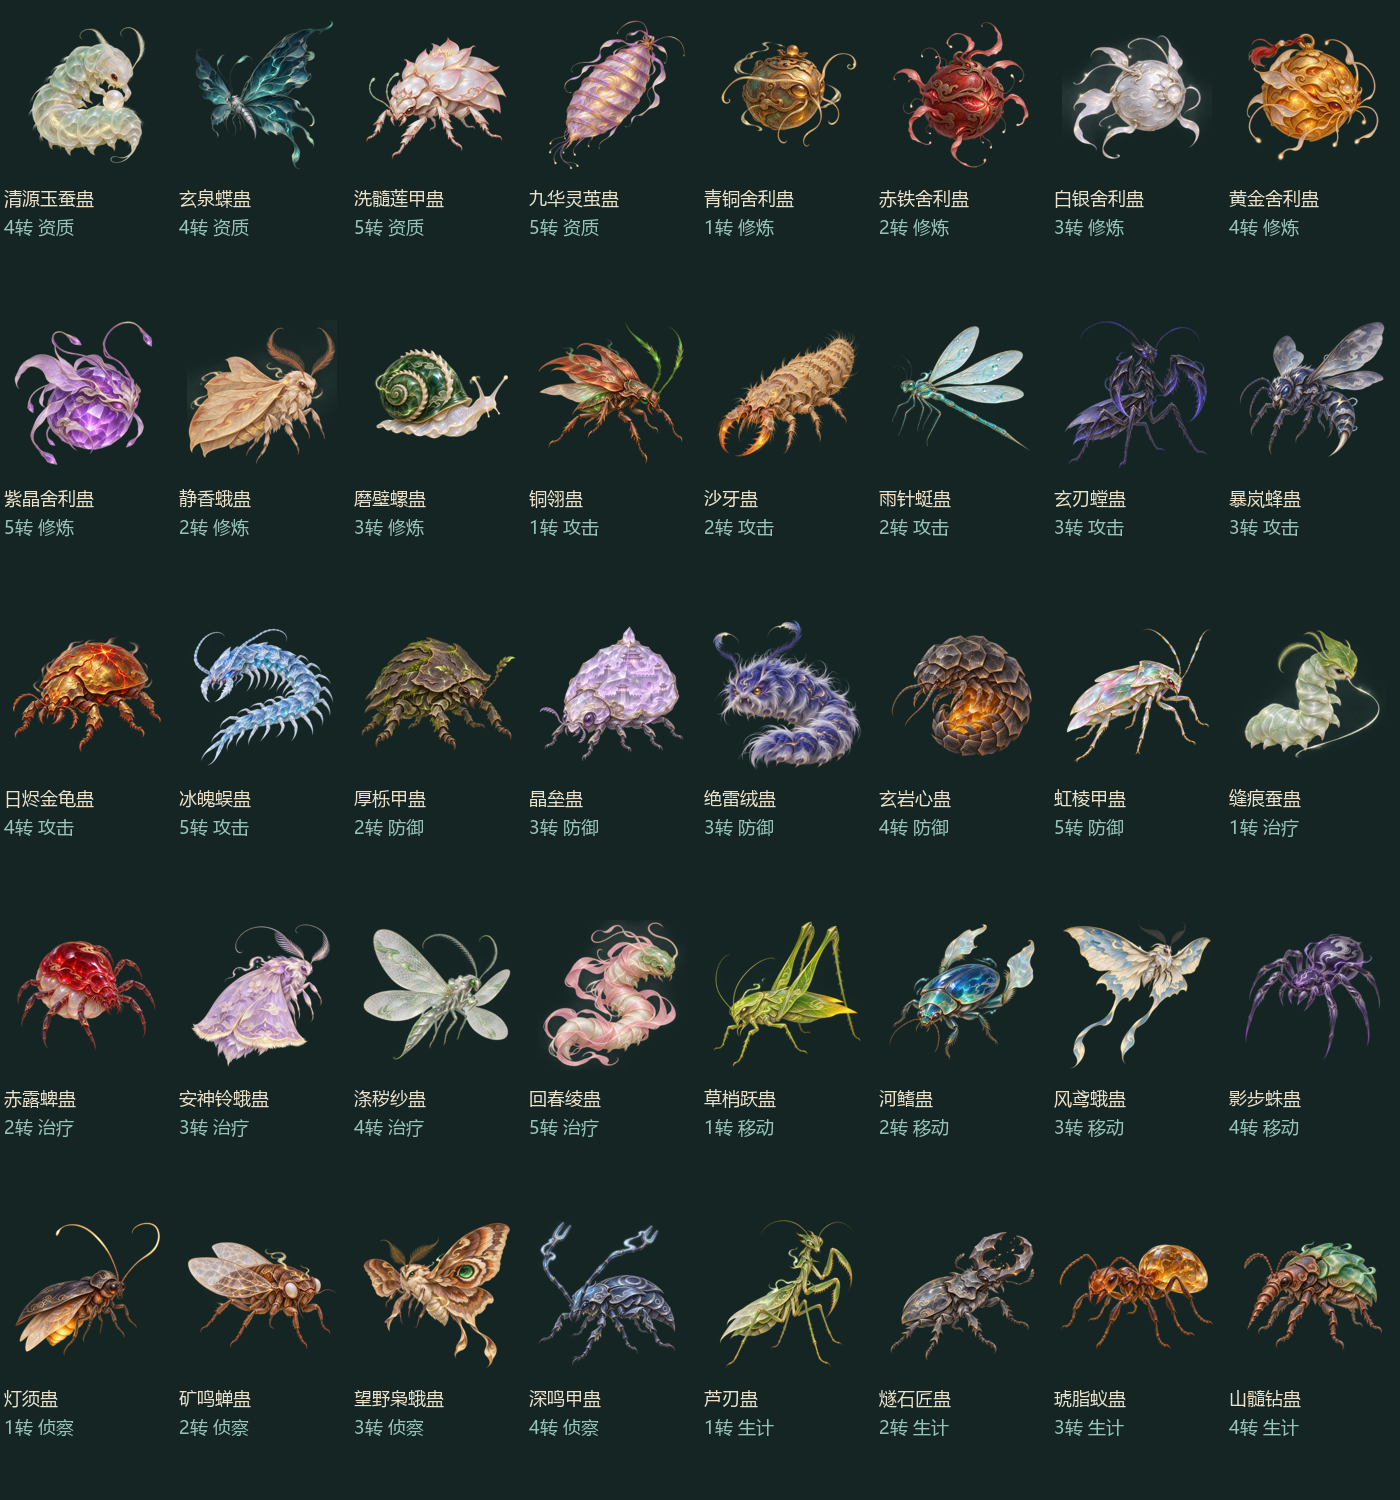 清源玉蚕蛊 玄泉蝶蛊 洗髓莲甲蛊 九华灵茧蛊 青铜舍利蛊 赤铁舍利蛊 白银舍利蛊 黄金舍利蛊
4转 资质 4转 资质 5转 资质 5转 资质 1转 修炼 2转 修炼 3转 修炼 4转 修炼
紫晶舍利蛊 静香蛾蛊 磨壁螺蛊 铜翎蛊 沙牙蛊 雨针蜓蛊 玄刃螳蛊 暴岚蜂蛊
5转 修炼 2转 修炼 3转 修炼 1转 攻击 2转 攻击 2转 攻击 3转 攻击 3转 攻击
日烬金龟蛊 冰魄蜈蛊 厚栎甲蛊 晶垒蛊 绝雷绒蛊 玄岩心蛊 虹棱甲蛊 缝痕蚕蛊
4转 攻击 5转 攻击 2转 防御 3转 防御 3转 防御 4转 防御 5转 防御 1转 治疗
赤露蜱蛊 安神铃蛾蛊 涤秽纱蛊 回春绫蛊 草梢跃蛊 河鳍蛊 风鸢蛾蛊 影步蛛蛊
2转 治疗 3转 治疗 4转 治疗 5转 治疗 1转 移动 2转 移动 3转 移动 4转 移动
灯须蛊 矿鸣蝉蛊 望野枭蛾蛊 深鸣甲蛊 芦刃蛊 燧石匠蛊 琥脂蚁蛊 山髓钻蛊
1转 侦察 2转 侦察 3转 侦察 4转 侦察 1转 生计 2转 生计 3转 生计 4转 生计